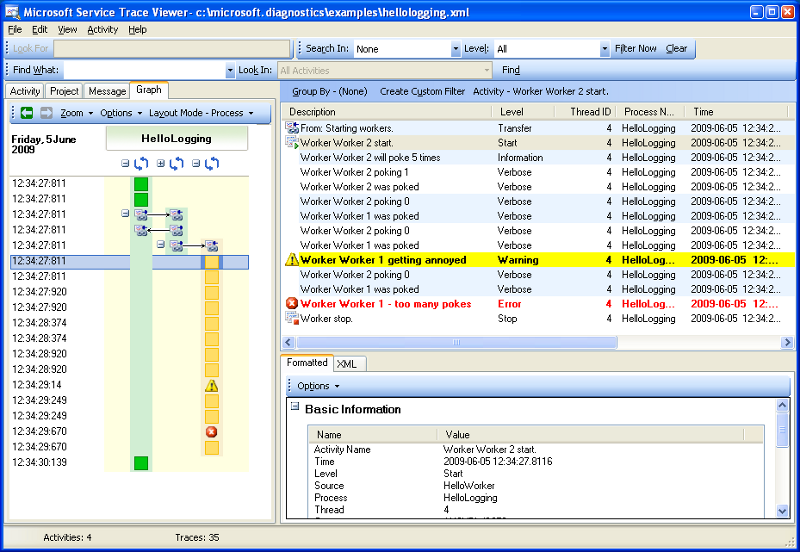 Microsoft Service Trace Viewer- c:\microsoft.diagnostics\examples\hellologging.xml
File Edit View Activity Help
Look For Search In: None Level: All Filter Now Clear
Find What: Look In: All Activities Find
Activity Project Message Graph
Zoom Options Layout Mode - Process
Friday, 5 June
2009
HelloLogging
12:34:27:811
12:34:27:811
12:34:27:811
12:34:27:811
12:34:27:811
12:34:27:811
12:34:27:811
12:34:27:920
12:34:27:920
12:34:28:374
12:34:28:374
12:34:28:920
12:34:28:920
12:34:29:14
12:34:29:249
12:34:29:249
12:34:29:670
12:34:29:670
12:34:30:139
Group By - (None) Create Custom Filter Activity - Worker Worker 2 start.
Description Level Thread ID Process N... Time
From: Starting workers. Transfer 4 HelloLogging 2009-06-05 12:34:2...
Worker Worker 2 start. Start 4 HelloLogging 2009-06-05 12:34:2...
Worker Worker 2 will poke 5 times Information 4 HelloLogging 2009-06-05 12:34:2...
Worker Worker 2 poking 1 Verbose 4 HelloLogging 2009-06-05 12:34:2...
Worker Worker 2 was poked Verbose 4 HelloLogging 2009-06-05 12:34:2...
Worker Worker 2 poking 0 Verbose 4 HelloLogging 2009-06-05 12:34:2...
Worker Worker 1 was poked Verbose 4 HelloLogging 2009-06-05 12:34:2...
Worker Worker 2 poking 0 Verbose 4 HelloLogging 2009-06-05 12:34:2...
Worker Worker 1 was poked Verbose 4 HelloLogging 2009-06-05 12:34:2...
Worker Worker 1 getting annoyed Warning 4 HelloLog... 2009-06-05 12:...
Worker Worker 2 poking 0 Verbose 4 HelloLogging 2009-06-05 12:34:2...
Worker Worker 1 was poked Verbose 4 HelloLogging 2009-06-05 12:34:2...
Worker Worker 1 - too many pokes Error 4 HelloLog... 2009-06-05 12:...
Worker stop. Stop 4 HelloLogging 2009-06-05 12:34:2...
Formatted XML
Options
Basic Information
Name Value
Activity Name Worker Worker 2 start.
Time 2009-06-05 12:34:27.8116
Level Start
Source HelloWorker
Process HelloLogging
Thread 4
Activities: 4 Traces: 35